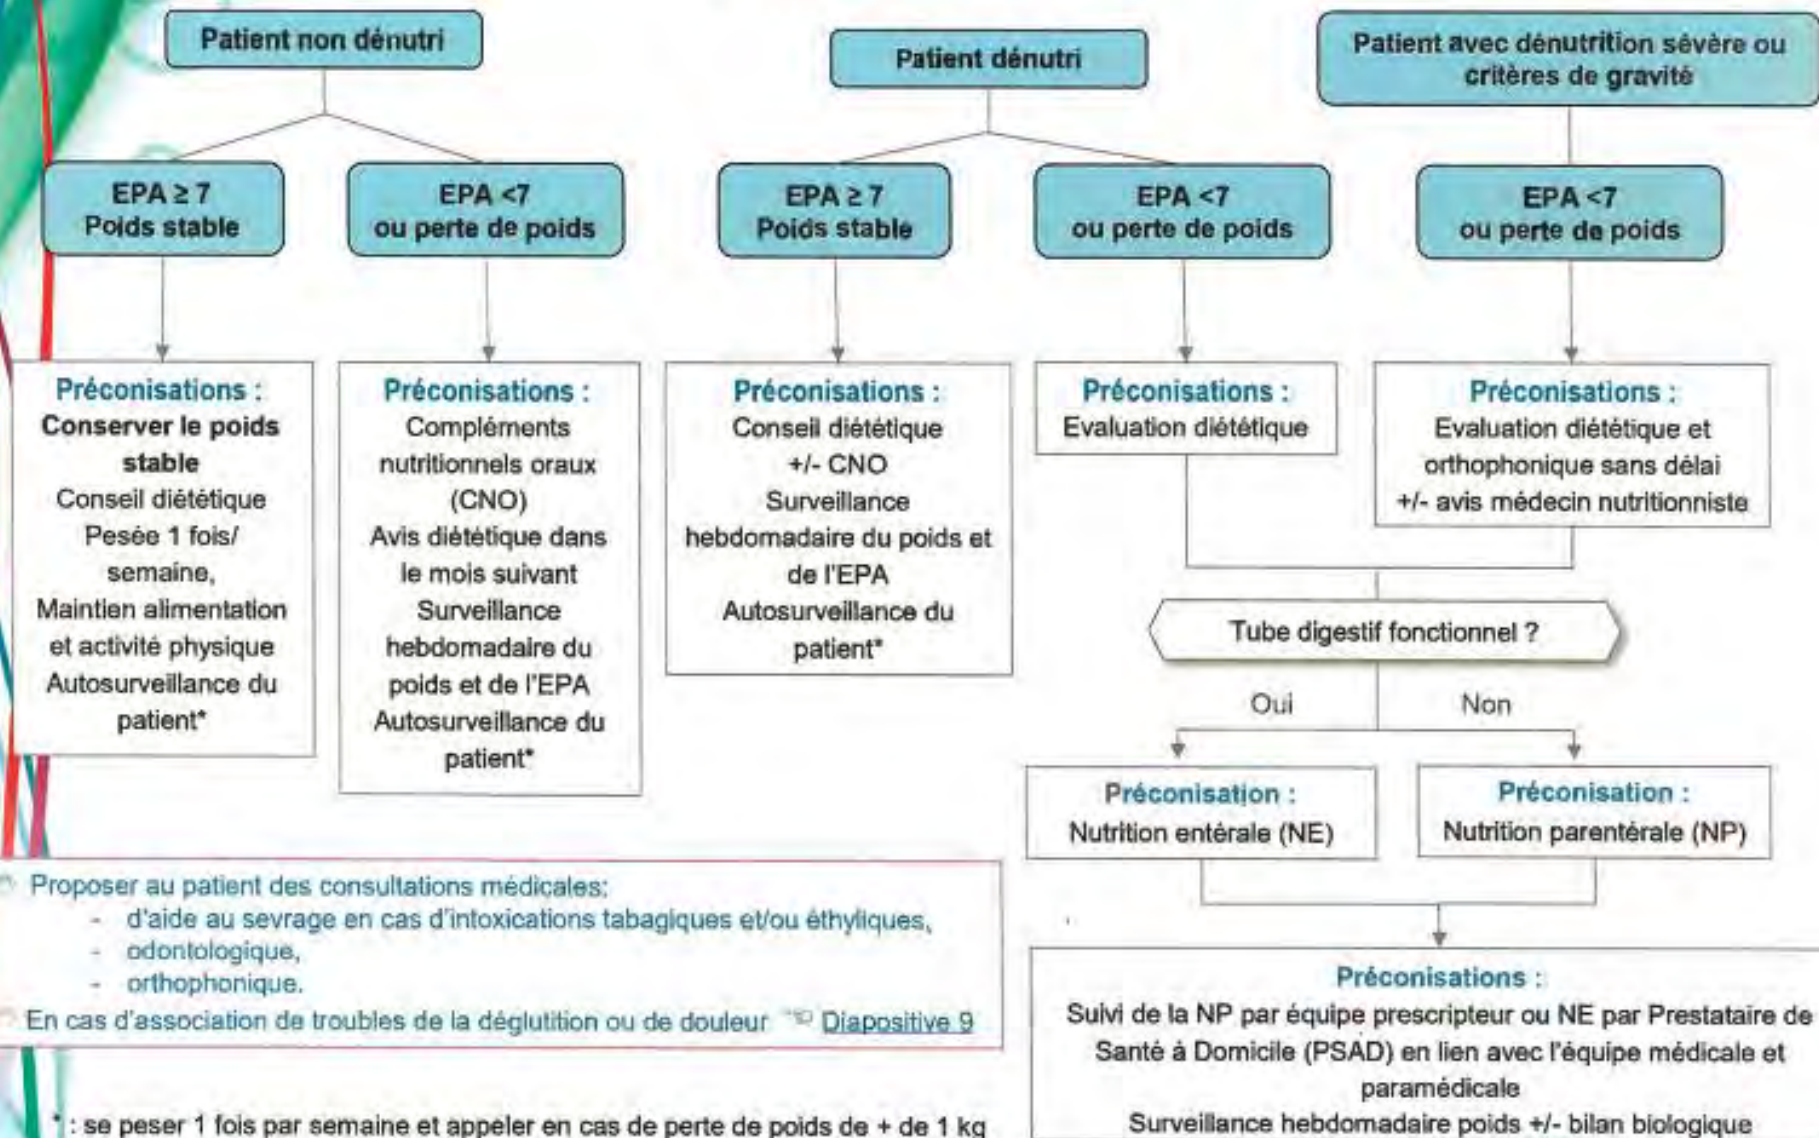 Patient non dénutri
EPA ≥ 7
Poids stable
Préconisations :
Conserver le poids
stable
Conseil diététique
Pesée 1 fois/
semaine,
Maintien alimentation
et activité physique
Autosurveillance du
patient*
EPA <7
ou perte de poids
Préconisations :
Compléments
nutritionnels oraux
(CNO)
Avis diététique dans
le mois suivant
Surveillance
hebdomadaire du
poids et de l'EPA
Autosurveillance du
patient*
Patient dénutri
EPA ≥ 7
Poids stable
Préconisations :
Conseil diététique
+/- CNO
Surveillance
hebdomadaire du poids et
de l'EPA
Autosurveillance du
patient*
EPA <7
ou perte de poids
Préconisations :
Evaluation diététique
Patient avec dénutrition sévère ou
critères de gravité
EPA <7
ou perte de poids
Préconisations :
Evaluation diététique et
orthophonique sans délai
+/- avis médecin nutritionniste
Tube digestif fonctionnel ?
Oui
Non
Préconisation :
Nutrition entérale (NE)
Préconisation :
Nutrition parentérale (NP)
Préconisations :
Suivi de la NP par équipe prescripteur ou NE par Prestataire de
Santé à Domicile (PSAD) en lien avec l'équipe médicale et
paramédicale
Surveillance hebdomadaire poids +/- bilan biologique
Proposer au patient des consultations médicales:
- d'aide au sevrage en cas d'intoxications tabagiques et/ou éthyliques,
- odontologique,
- orthophonique.
En cas d'association de troubles de la déglutition ou de douleur Diapositive 9
* : se peser 1 fois par semaine et appeler en cas de perte de poids de + de 1 kg